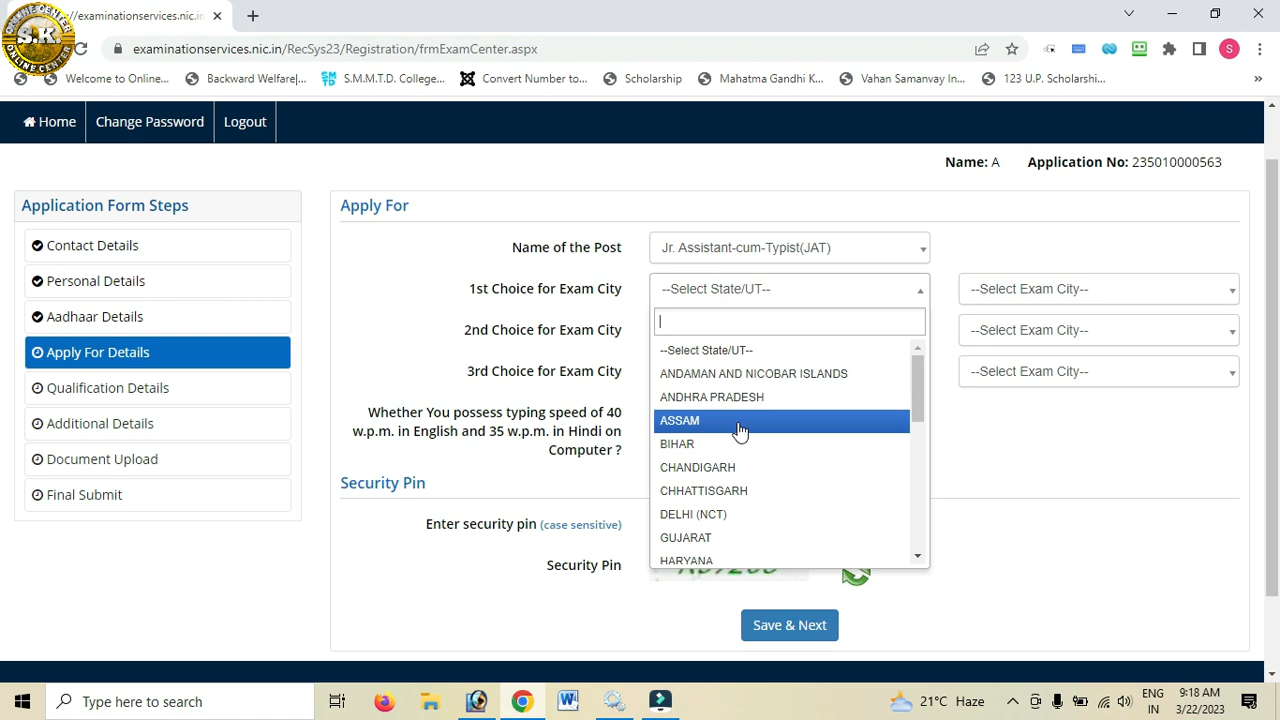 ONLINE CENTER
S.K.
ONLINE CENTER
//examinationservices.nic.in
examinationservices.nic.in/RecSys23/Registration/frmExamCenter.aspx
S
Welcome to Online...
Backward Welfare|...
S.M.M.T.D. College...
Convert Number to...
Scholarship
Mahatma Gandhi K...
Vahan Samanvay In...
123 U.P. Scholarshi...
Home
Change Password
Logout
Name: A Application No: 235010000563
Application Form Steps
Contact Details
Personal Details
Aadhaar Details
Apply For Details
Qualification Details
Additional Details
Document Upload
Final Submit
Apply For
Name of the Post
Jr. Assistant-cum-Typist(JAT)
1st Choice for Exam City
--Select State/UT--
--Select Exam City--
2nd Choice for Exam City
--Select Exam City--
3rd Choice for Exam City
--Select Exam City--
--Select State/UT--
ANDAMAN AND NICOBAR ISLANDS
ANDHRA PRADESH
ASSAM
BIHAR
CHANDIGARH
CHHATTISGARH
DELHI (NCT)
GUJARAT
HARYANA
Whether You possess typing speed of 40
w.p.m. in English and 35 w.p.m. in Hindi on
Computer ?
Security Pin
Enter security pin (case sensitive)
Security Pin
Save & Next
Type here to search
21°C Haze
ENG
IN
9:18 AM
3/22/2023